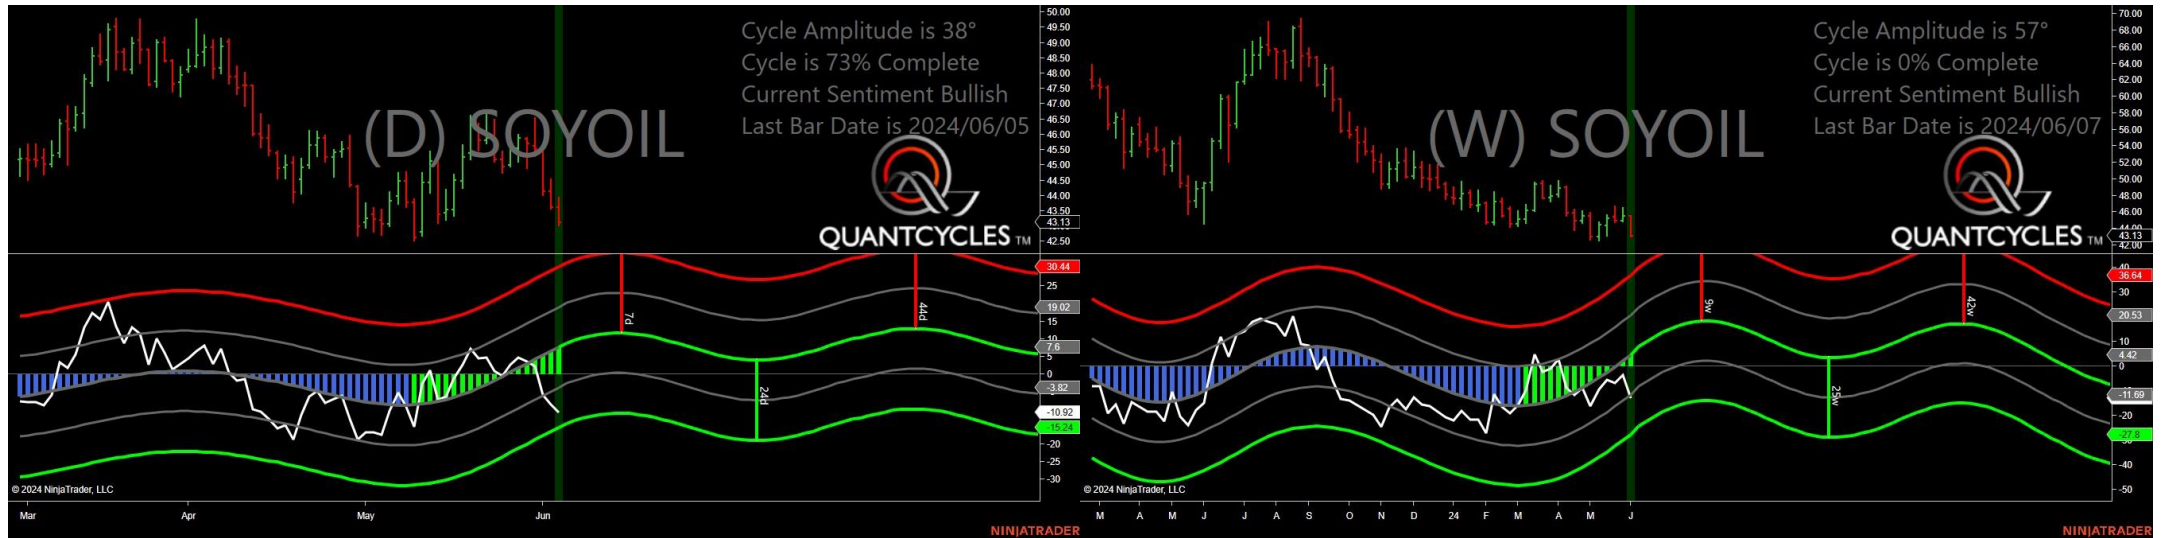 Cycle Amplitude is 38°
Cycle is 73% Complete
Current Sentiment Bullish
Last Bar Date is 2024/06/05
(D) SOYOIL
QUANTCYCLES TM
50.00
49.50
49.00
48.50
48.00
47.50
47.00
46.50
46.00
45.50
45.00
44.50
44.00
43.50
43.13
42.50
30.44
25
19.02
15
10
7.6
5
0
-3.82
-10.92
-15.24
-20
-25
-30
7d
24d
44d
© 2024 NinjaTrader, LLC
Mar
Apr
May
Jun
NINJATRADER
Cycle Amplitude is 57°
Cycle is 0% Complete
Current Sentiment Bullish
Last Bar Date is 2024/06/07
(W) SOYOIL
QUANTCYCLES TM
70.00
68.00
66.00
64.00
62.00
60.00
58.00
56.00
54.00
52.00
50.00
48.00
46.00
44.00
43.13
42.00
40
36.64
30
20.53
10
4.42
0
-11.69
-20
-27.8
-40
-50
9w
25w
42w
© 2024 NinjaTrader, LLC
M A M J J A S O N D 24 F M A M J
NINJATRADER